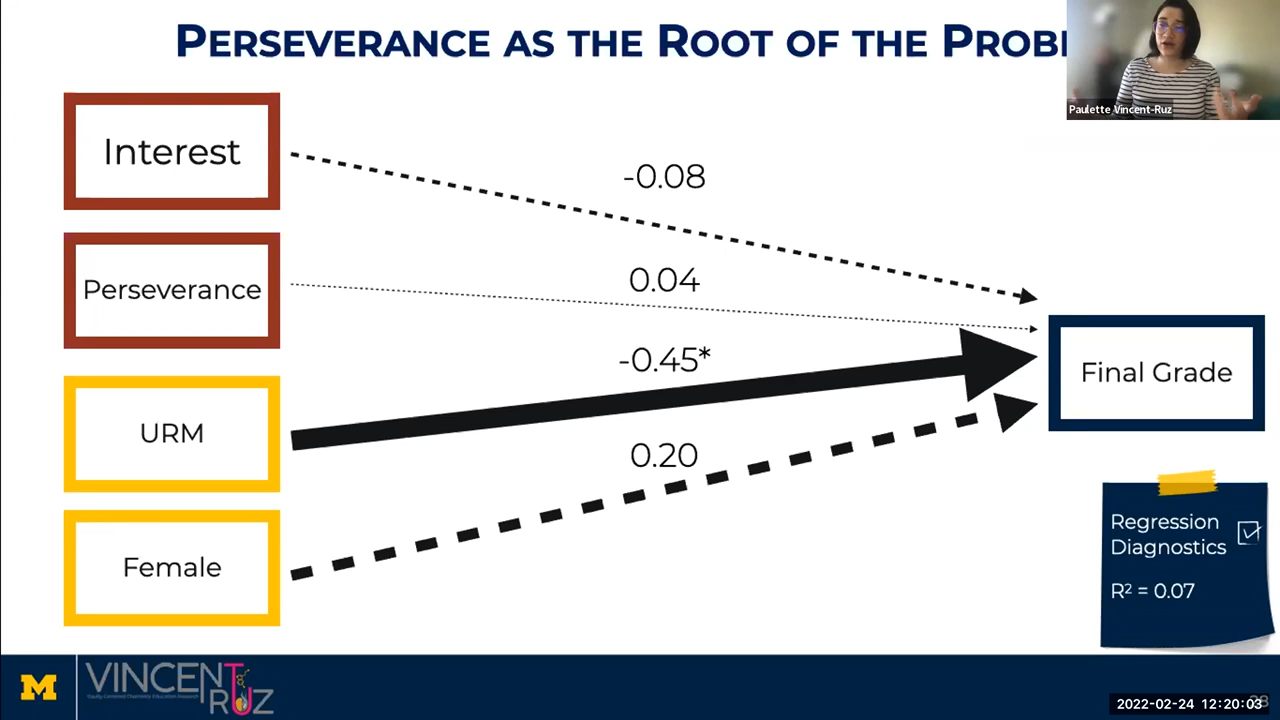 PERSEVERANCE AS THE ROOT OF THE
Paulette Vincent-Ruz
Interest
-0.08
Perseverance
0.04
-0.45*
URM
Final Grade
0.20
Female
Regression
Diagnostics
R² = 0.07
M
VINCENT
RUZ
2022-02-24 12:20:03